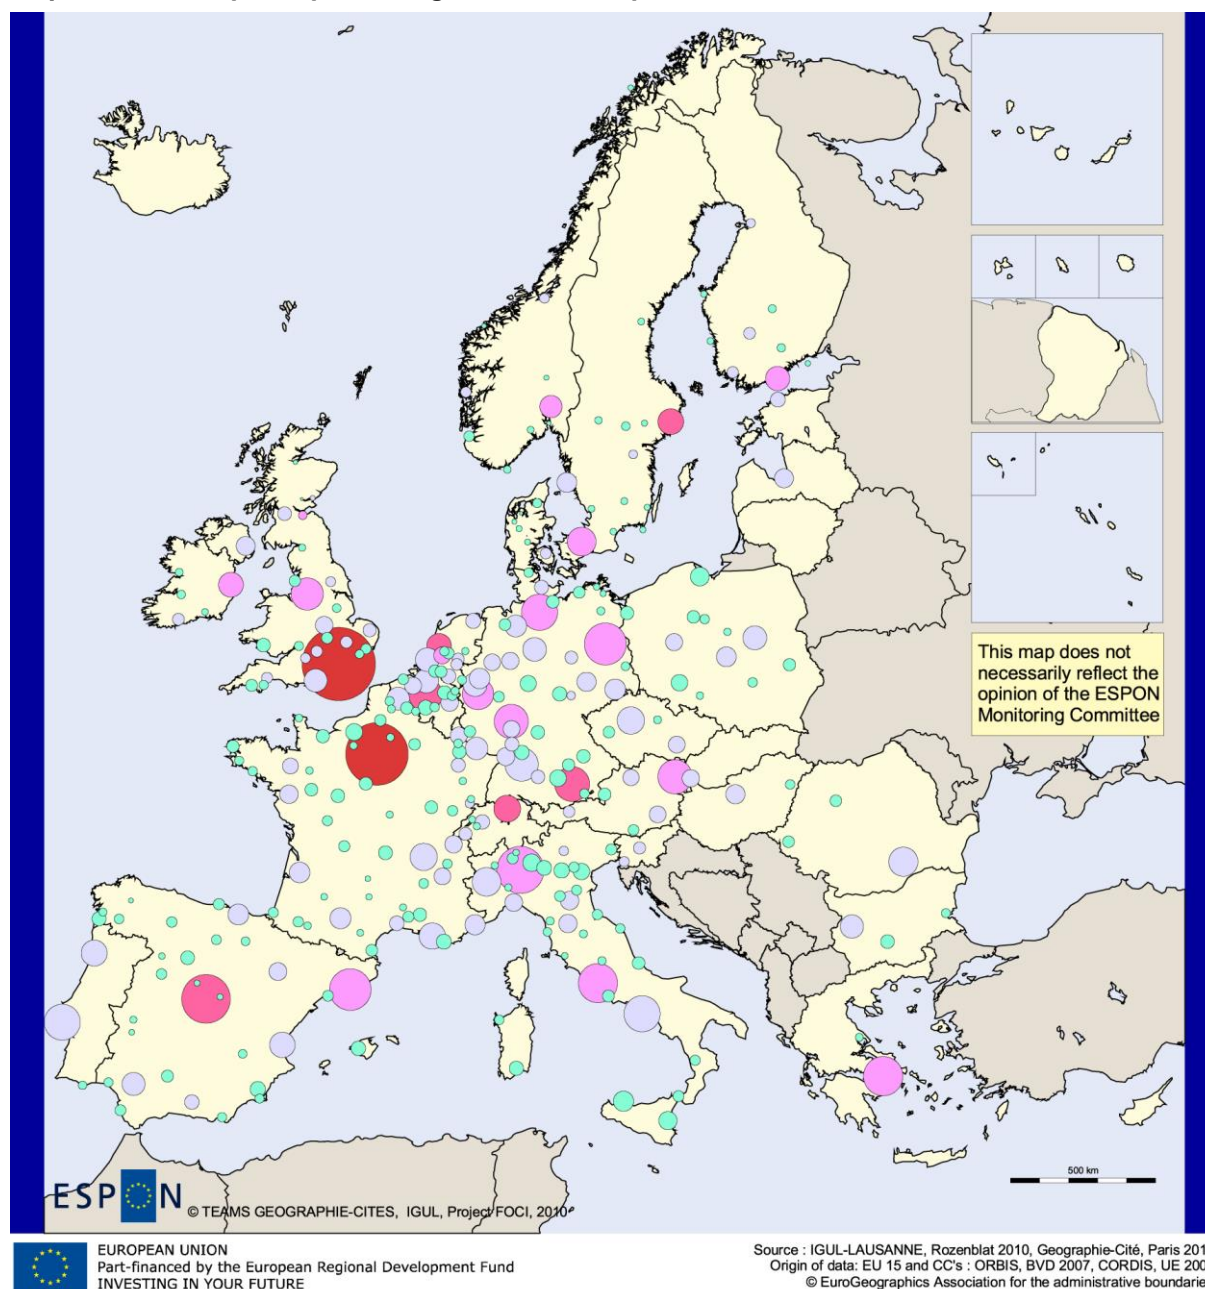 This map does not
necessarily reflect the
opinion of the ESPON
Monitoring Committee
500 km
ESPON
© TEAMS GEOGRAPHIE-CITES, IGUL, Project FOCI, 2010
EUROPEAN UNION
Part-financed by the European Regional Development Fund
INVESTING IN YOUR FUTURE
Source : IGUL-LAUSANNE, Rozenblat 2010, Geographie-Cité, Paris 201
Origin of data: EU 15 and CC's : ORBIS, BVD 2007, CORDIS, UE 200
© EuroGeographics Association for the administrative boundarie